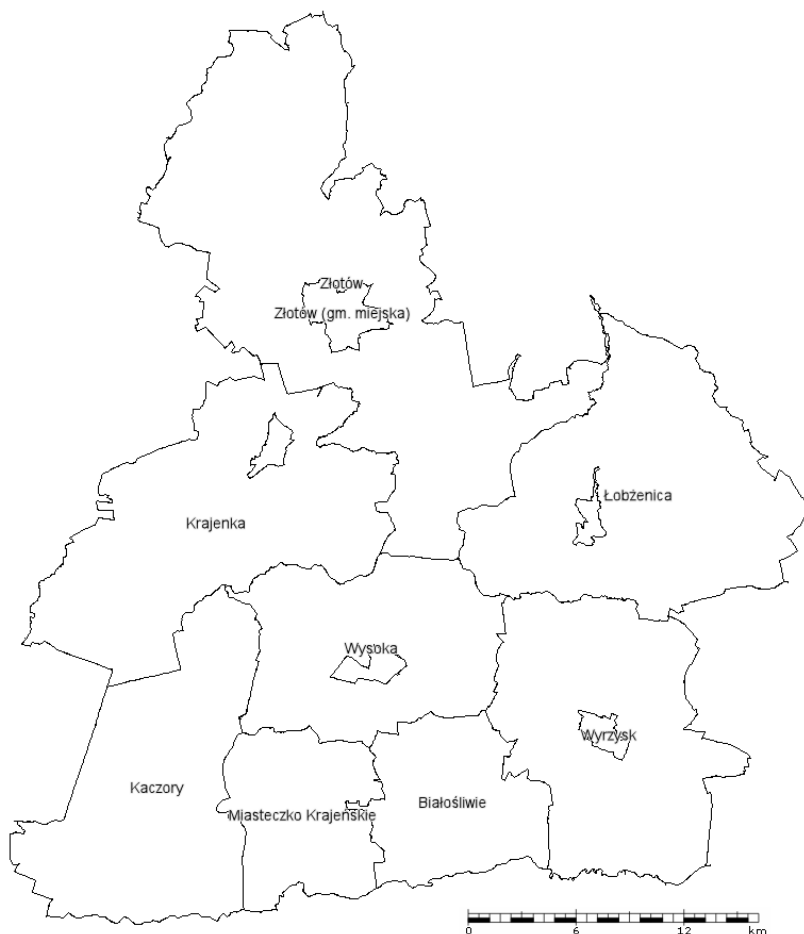 Złotów
Złotów (gm. miejska)
Łobżenica
Krajenka
Wysoka
Wyrzysk
Kaczory
Białośliwie
Miasteczko Krajeńskie
0 6 12 km